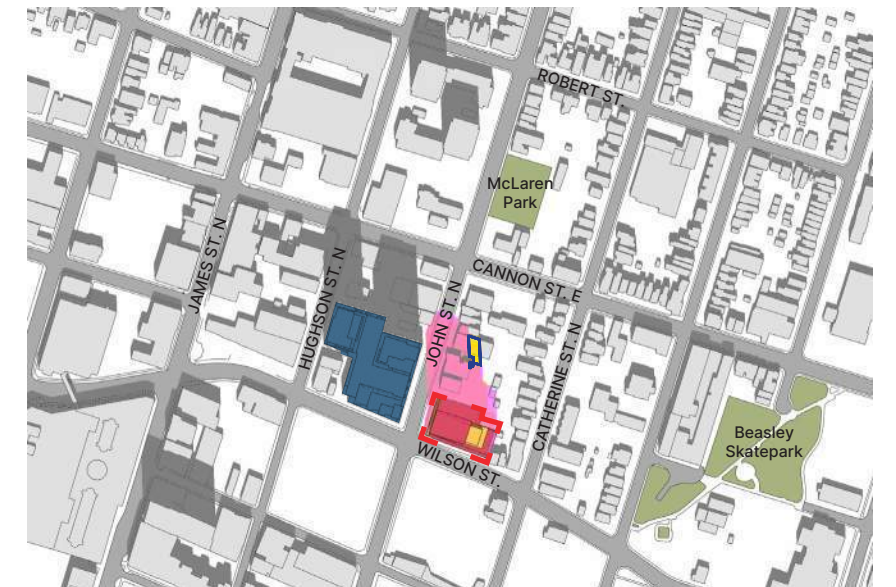 ROBERT ST.
McLaren
Park
JAMES ST. N
HUGHSON ST. N
JOHN ST. N
CANNON ST. E
CATHERINE ST. N
Beasley
Skatepark
WILSON ST.